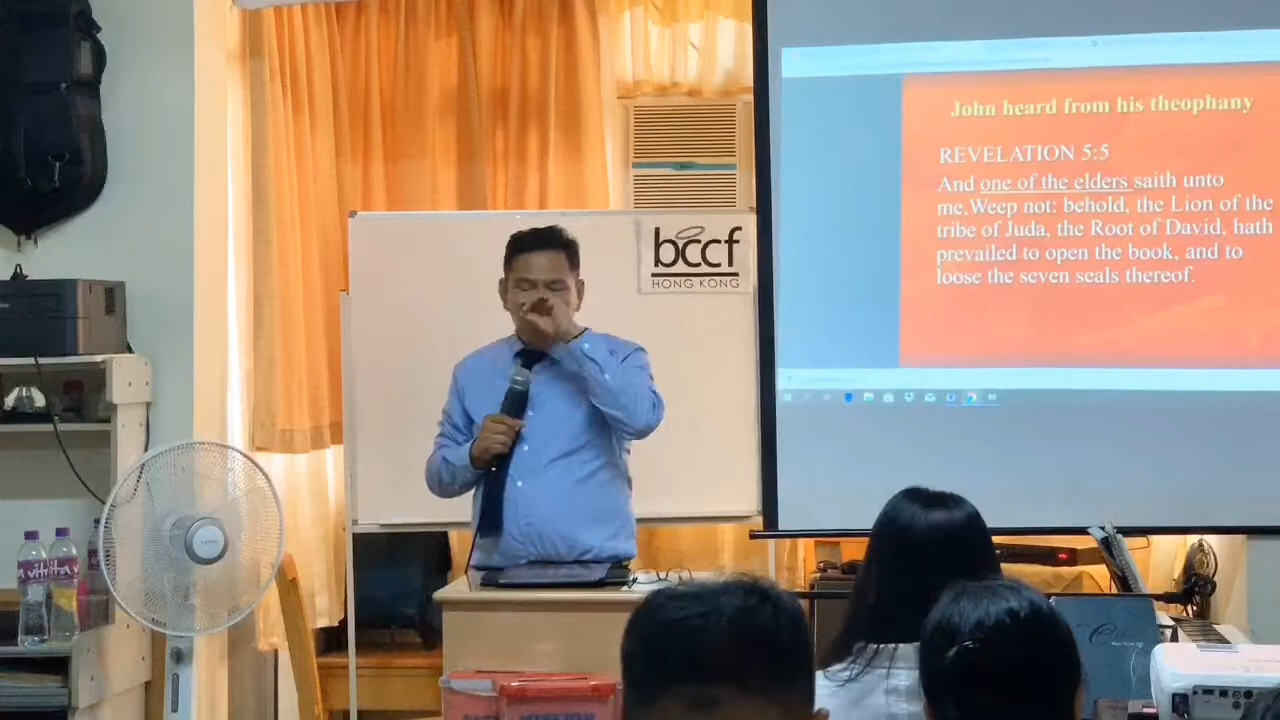 bccf
HONG KONG
John heard from his theophany
REVELATION 5:5
And one of the elders saith unto
me,Weep not: behold, the Lion of the
tribe of Juda, the Root of David, hath
prevailed to open the book, and to
loose the seven seals thereof.
vita